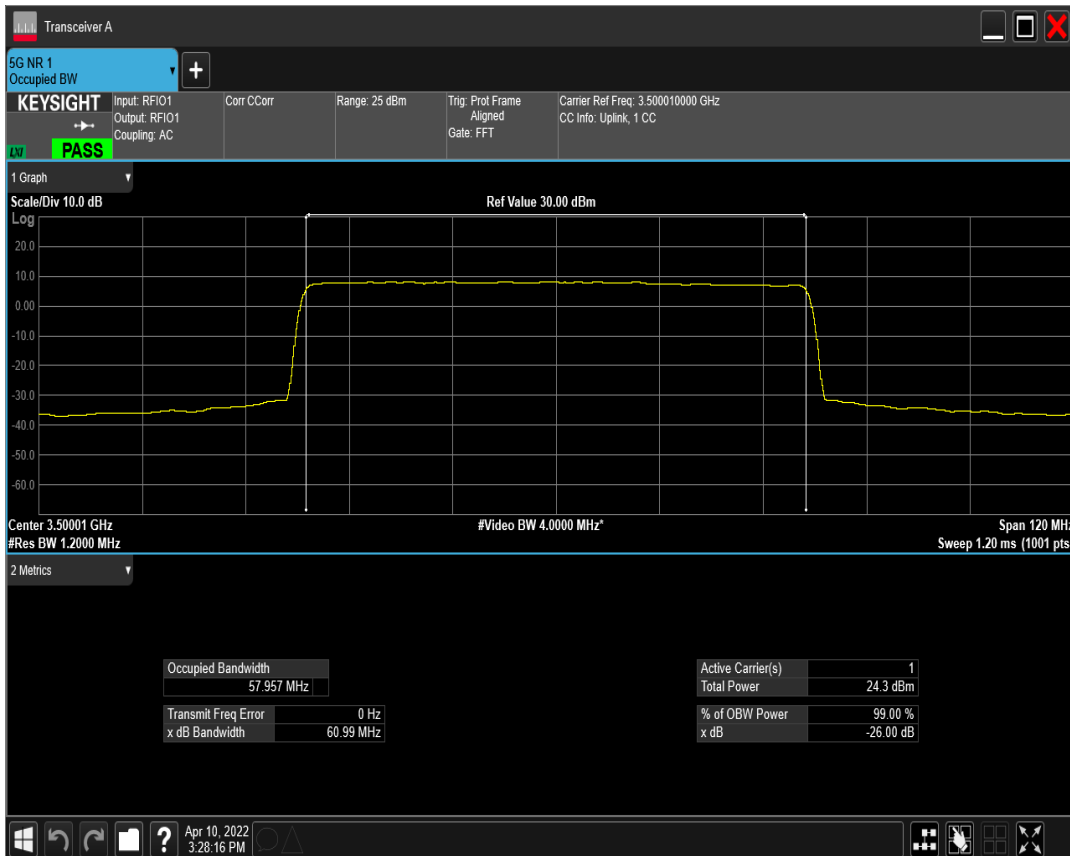 Transceiver A
5G NR 1
Occupied BW
KEYSIGHT
Input: RFIO1
Output: RFIO1
Coupling: AC
Corr CCorr
Range: 25 dBm
Trig: Prot Frame
Aligned
Gate: FFT
Carrier Ref Freq: 3.500010000 GHz
CC Info: Uplink, 1 CC
LXI
PASS
1 Graph
Scale/Div 10.0 dB
Ref Value 30.00 dBm
Log
20.0
10.0
0.00
-10.0
-20.0
-30.0
-40.0
-50.0
-60.0
Center 3.50001 GHz
#Video BW 4.0000 MHz*
Span 120 MHz
#Res BW 1.2000 MHz
Sweep 1.20 ms (1001 pts
2 Metrics
Occupied Bandwidth
57.957 MHz
Transmit Freq Error 0 Hz
x dB Bandwidth 60.99 MHz
Active Carrier(s) 1
Total Power 24.3 dBm
% of OBW Power 99.00 %
x dB -26.00 dB
?
Apr 10, 2022
3:28:16 PM